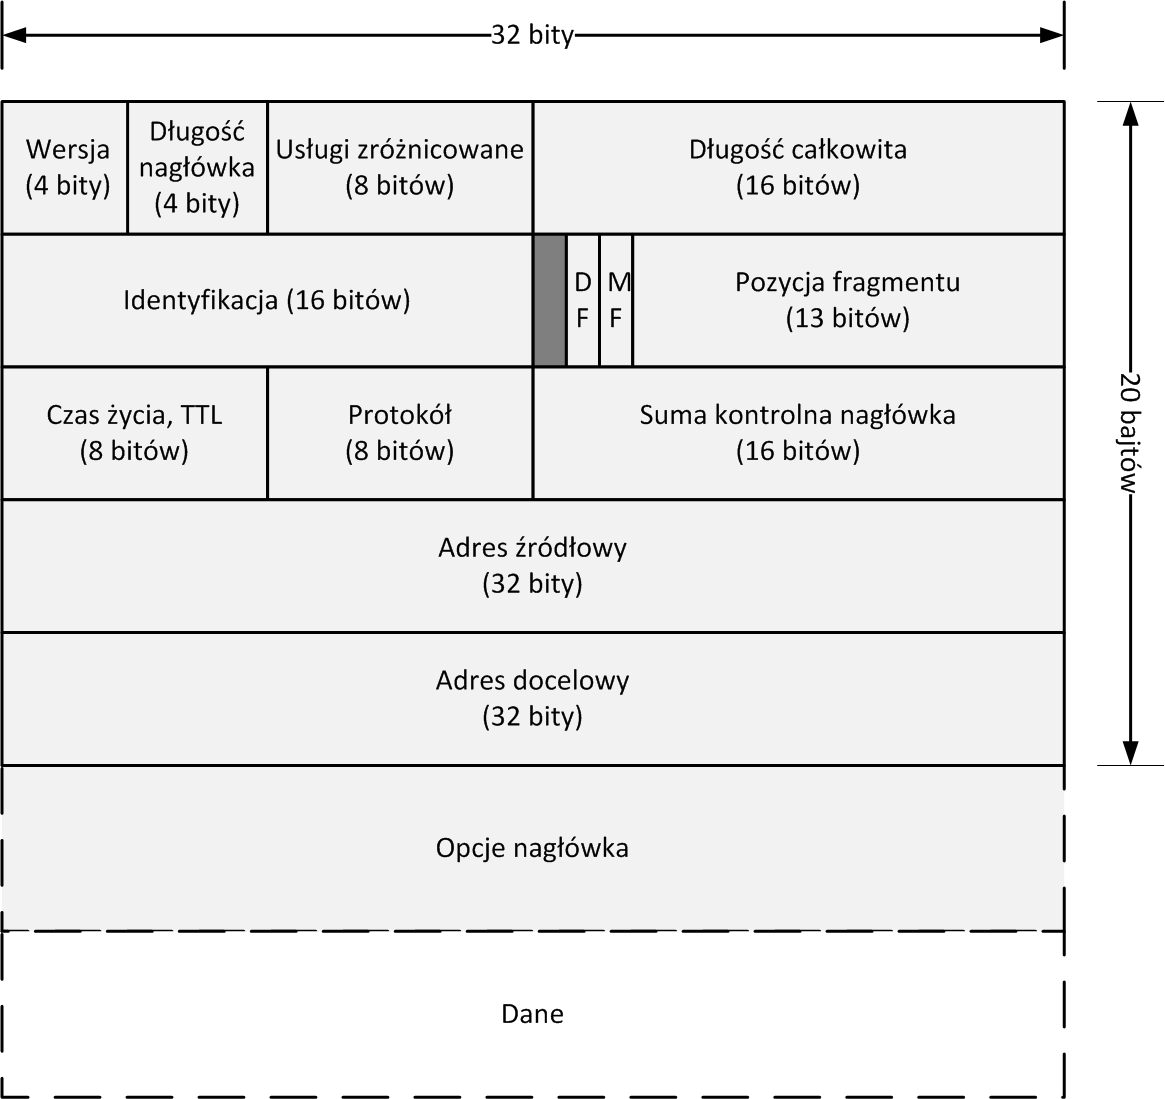 32 bity
Wersja
(4 bity)
Długość
nagłówka
(4 bity)
Usługi zróżnicowane
(8 bitów)
Długość całkowita
(16 bitów)
Identyfikacja (16 bitów)
D
F
M
F
Pozycja fragmentu
(13 bitów)
Czas życia, TTL
(8 bitów)
Protokół
(8 bitów)
Suma kontrolna nagłówka
(16 bitów)
20 bajtów
Adres źródłowy
(32 bity)
Adres docelowy
(32 bity)
Opcje nagłówka
Dane